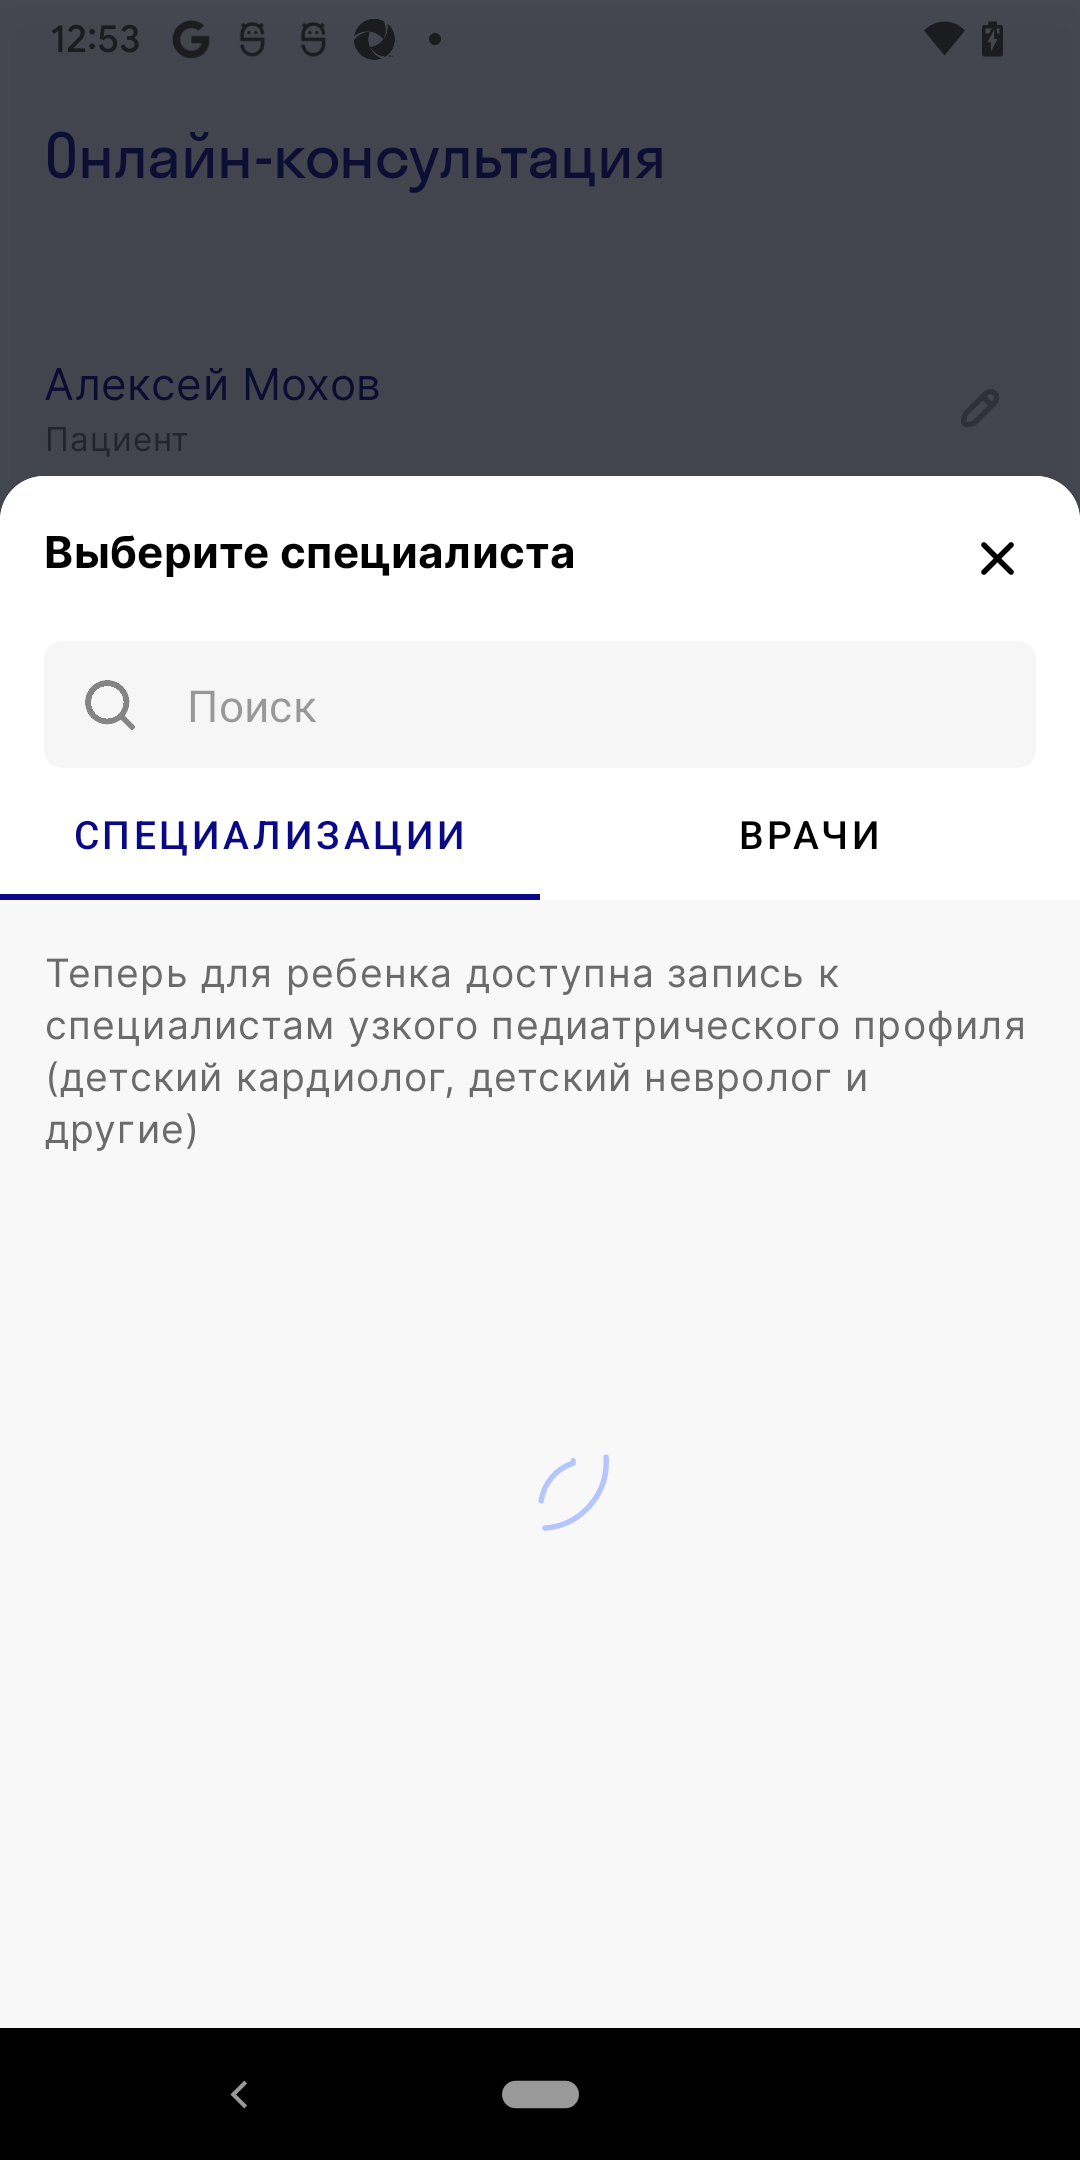 12:53
Онлайн-консультация
Алексей Мохов
Пациент
Выберите специалиста
Поиск
СПЕЦИАЛИЗАЦИИ
ВРАЧИ
Теперь для ребенка доступна запись к
специалистам узкого педиатрического профиля
(детский кардиолог, детский невролог и
другие)